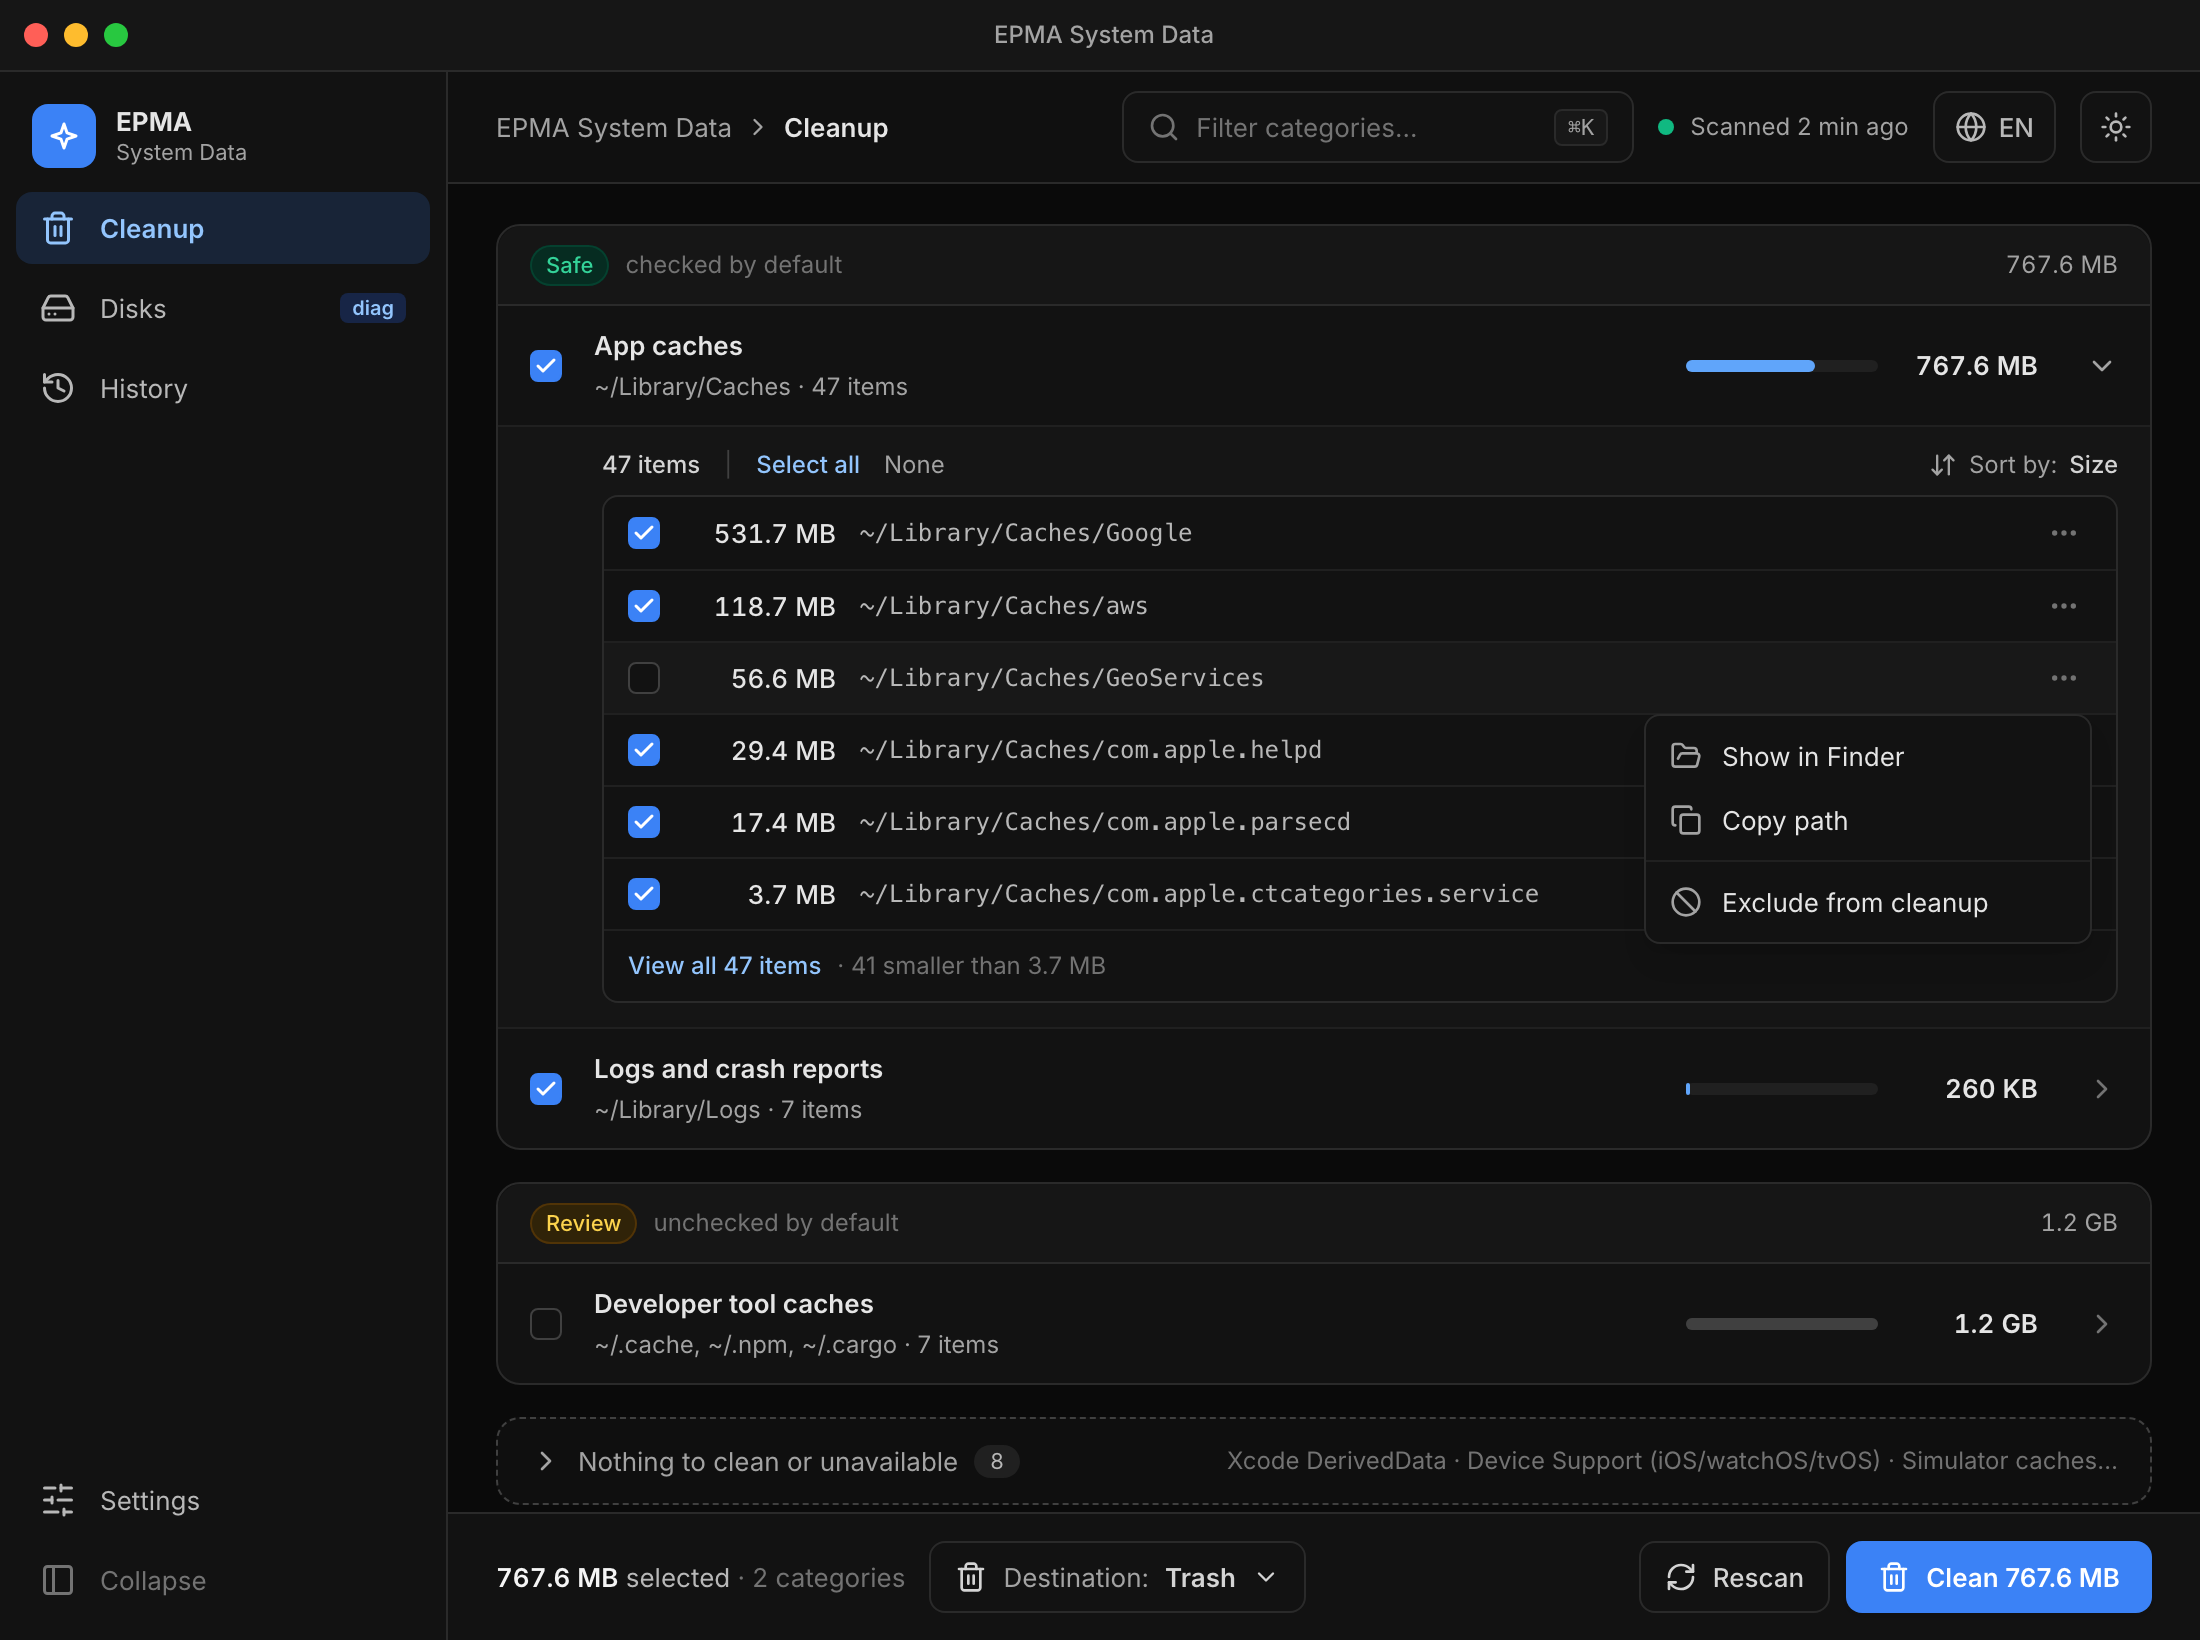 EPMA System Data
EPMA
System Data
Cleanup
Disks
diag
History
Settings
Collapse
EPMA System Data > Cleanup
Filter categories...
⌘K
Scanned 2 min ago
EN
Safe checked by default 767.6 MB
App caches
~/Library/Caches · 47 items
767.6 MB
47 items Select all None Sort by: Size
531.7 MB ~/Library/Caches/Google
118.7 MB ~/Library/Caches/aws
56.6 MB ~/Library/Caches/GeoServices
29.4 MB ~/Library/Caches/com.apple.helpd
17.4 MB ~/Library/Caches/com.apple.parsecd
3.7 MB ~/Library/Caches/com.apple.ctcategories.service
Show in Finder
Copy path
Exclude from cleanup
View all 47 items · 41 smaller than 3.7 MB
Logs and crash reports
~/Library/Logs · 7 items
260 KB
Review unchecked by default 1.2 GB
Developer tool caches
~/.cache, ~/.npm, ~/.cargo · 7 items
1.2 GB
Nothing to clean or unavailable 8 Xcode DerivedData · Device Support (iOS/watchOS/tvOS) · Simulator caches...
767.6 MB selected · 2 categories
Destination: Trash
Rescan
Clean 767.6 MB